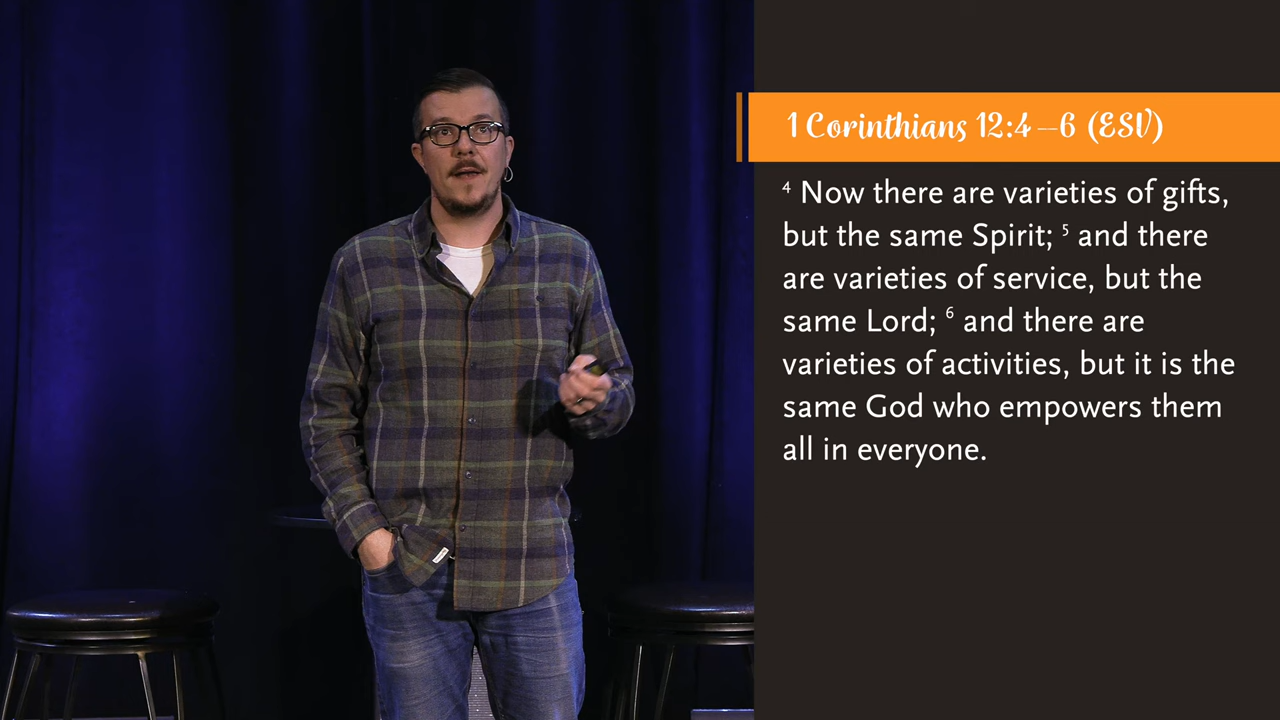 1 Corinthians 12:4–6 (ESV)
⁴ Now there are varieties of gifts,
but the same Spirit; ⁵ and there
are varieties of service, but the
same Lord; ⁶ and there are
varieties of activities, but it is the
same God who empowers them
all in everyone.